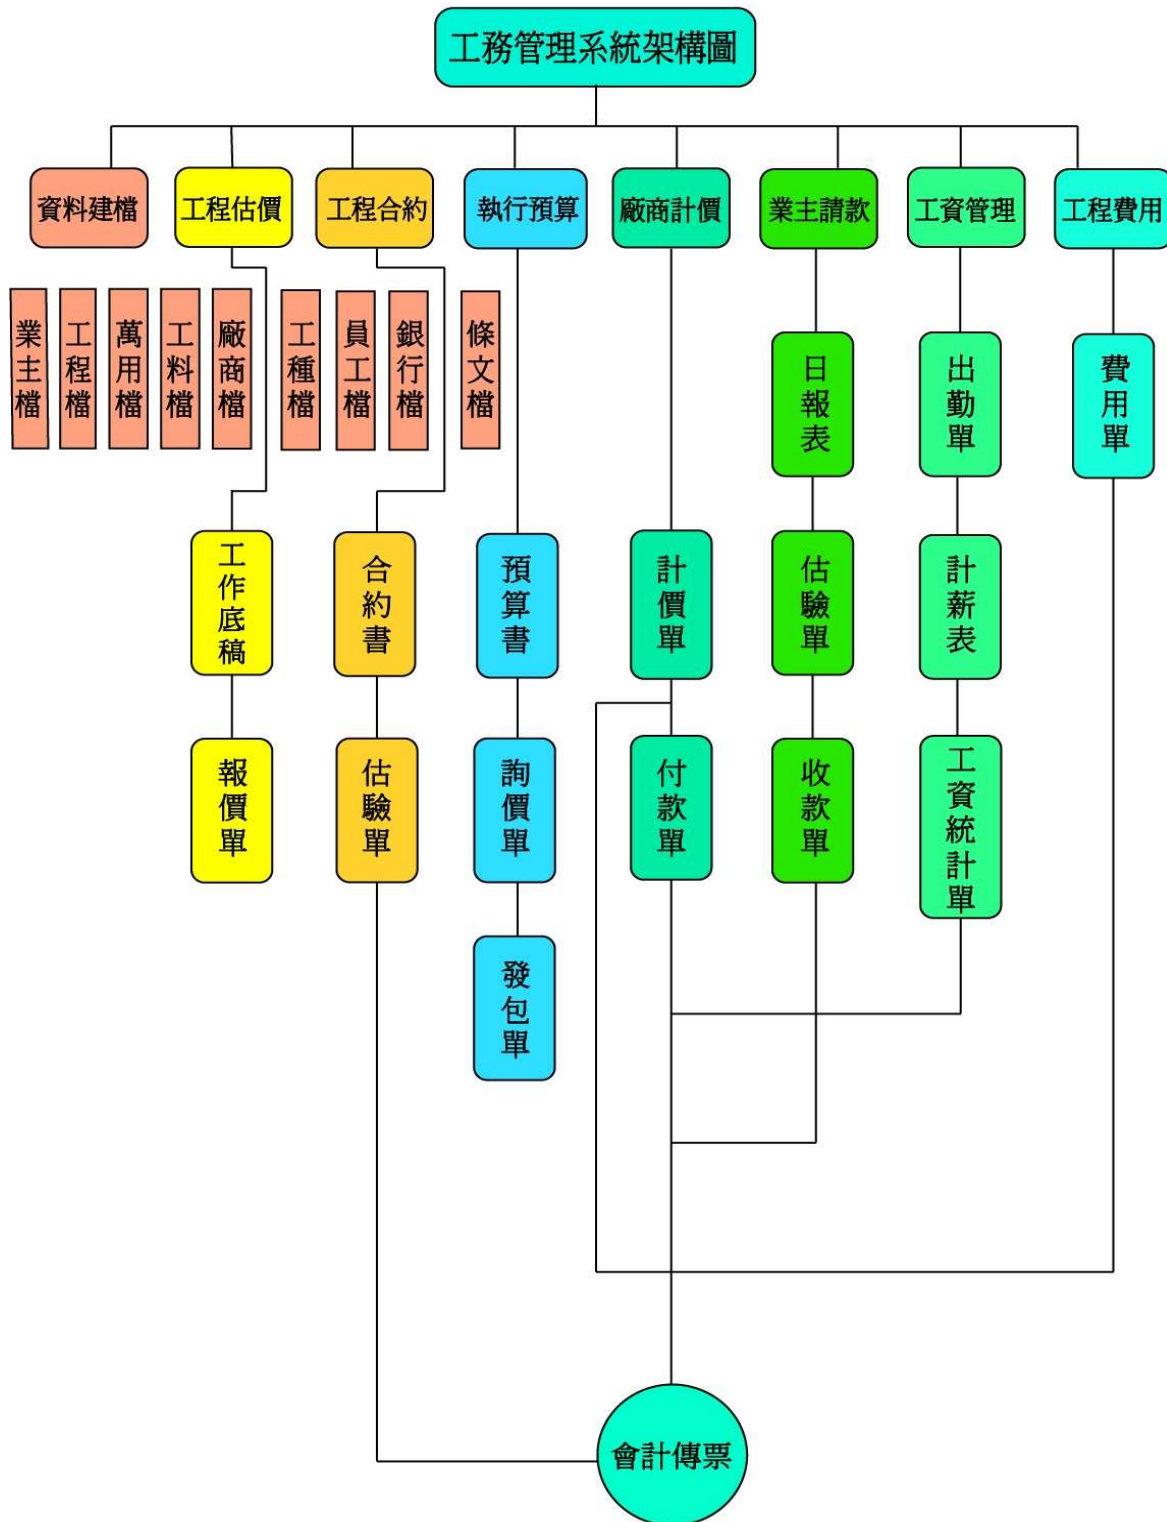 工務管理系統架構圖
資料建檔
工程估價
工程合約
執行預算
廠商計價
業主請款
工資管理
工程費用
業主檔
工程檔
萬用檔
工料檔
廠商檔
工種檔
員工檔
銀行檔
條文檔
日報表
出勤單
費用單
工作底稿
合約書
預算書
計價單
估驗單
計薪表
報價單
估驗單
詢價單
付款單
收款單
工資統計單
發包單
會計傳票